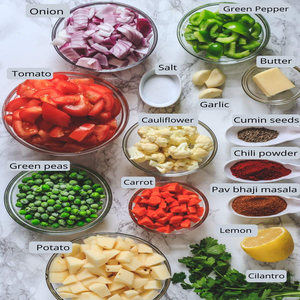 Onion
Green Pepper
Tomato
Salt
Butter
Garlic
Cauliflower
Cumin seeds
Chili powder
Green peas
Carrot
Pav bhaji masala
Lemon
Potato
Cilantro